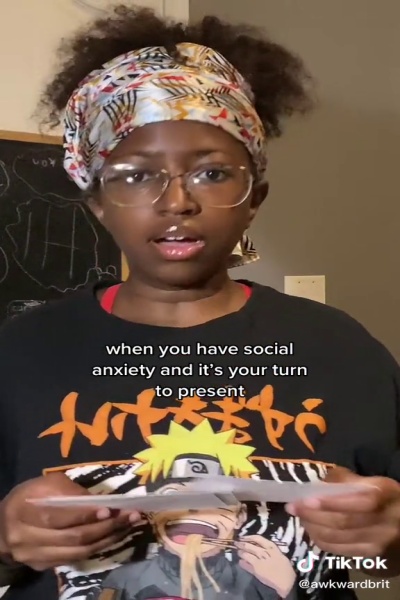 when you have social
anxiety and it's your turn
to present
TikTok
@awkwardbrit